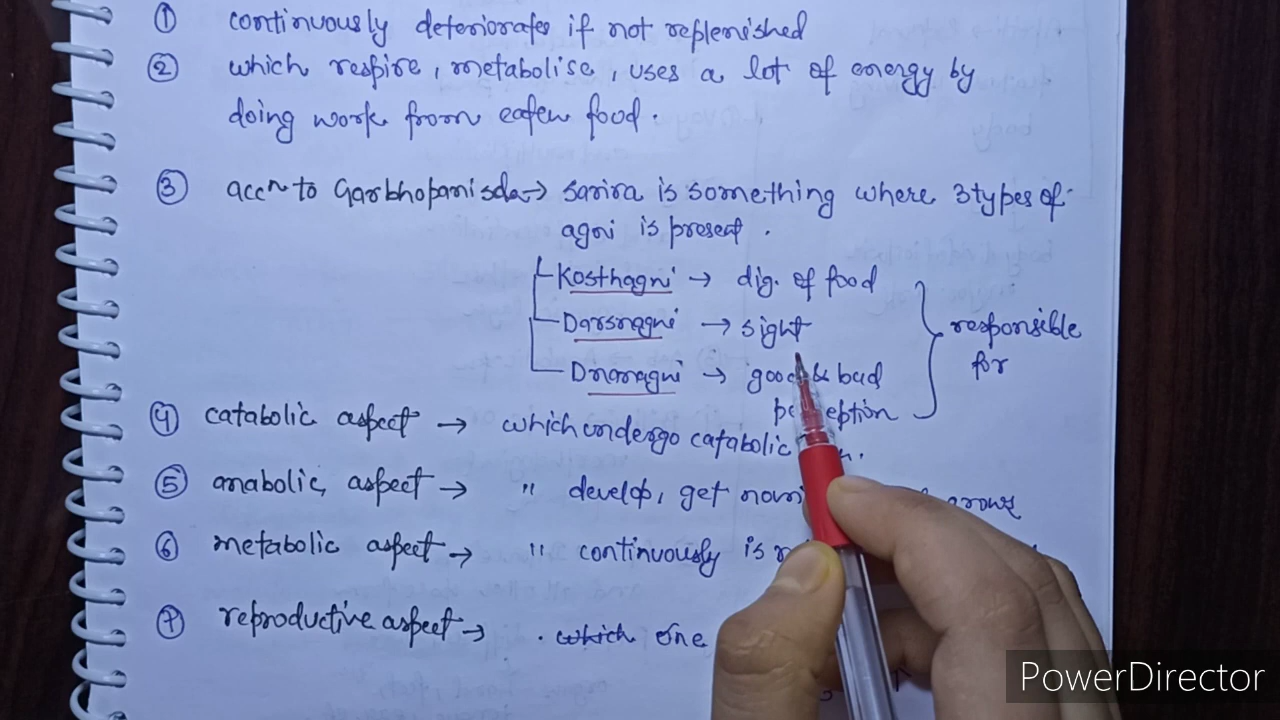 ① continuously deteriorates if not replenished
② which respire, metabolise, uses a lot of energy by
doing work from eaten food.
③ accn to Garbhopanisda → sarira is something where 3 types of
agni is present.
Kosthagni → dig. of food
Darsnagni → sight
Dnanagni → good & bad
perception
responsible
for
④ catabolic aspect → which undergo catabolic
⑤ anabolic aspect → " develop, get grows
⑥ metabolic aspect → " continuously is
⑦ reproductive aspect → . which one
PowerDirector